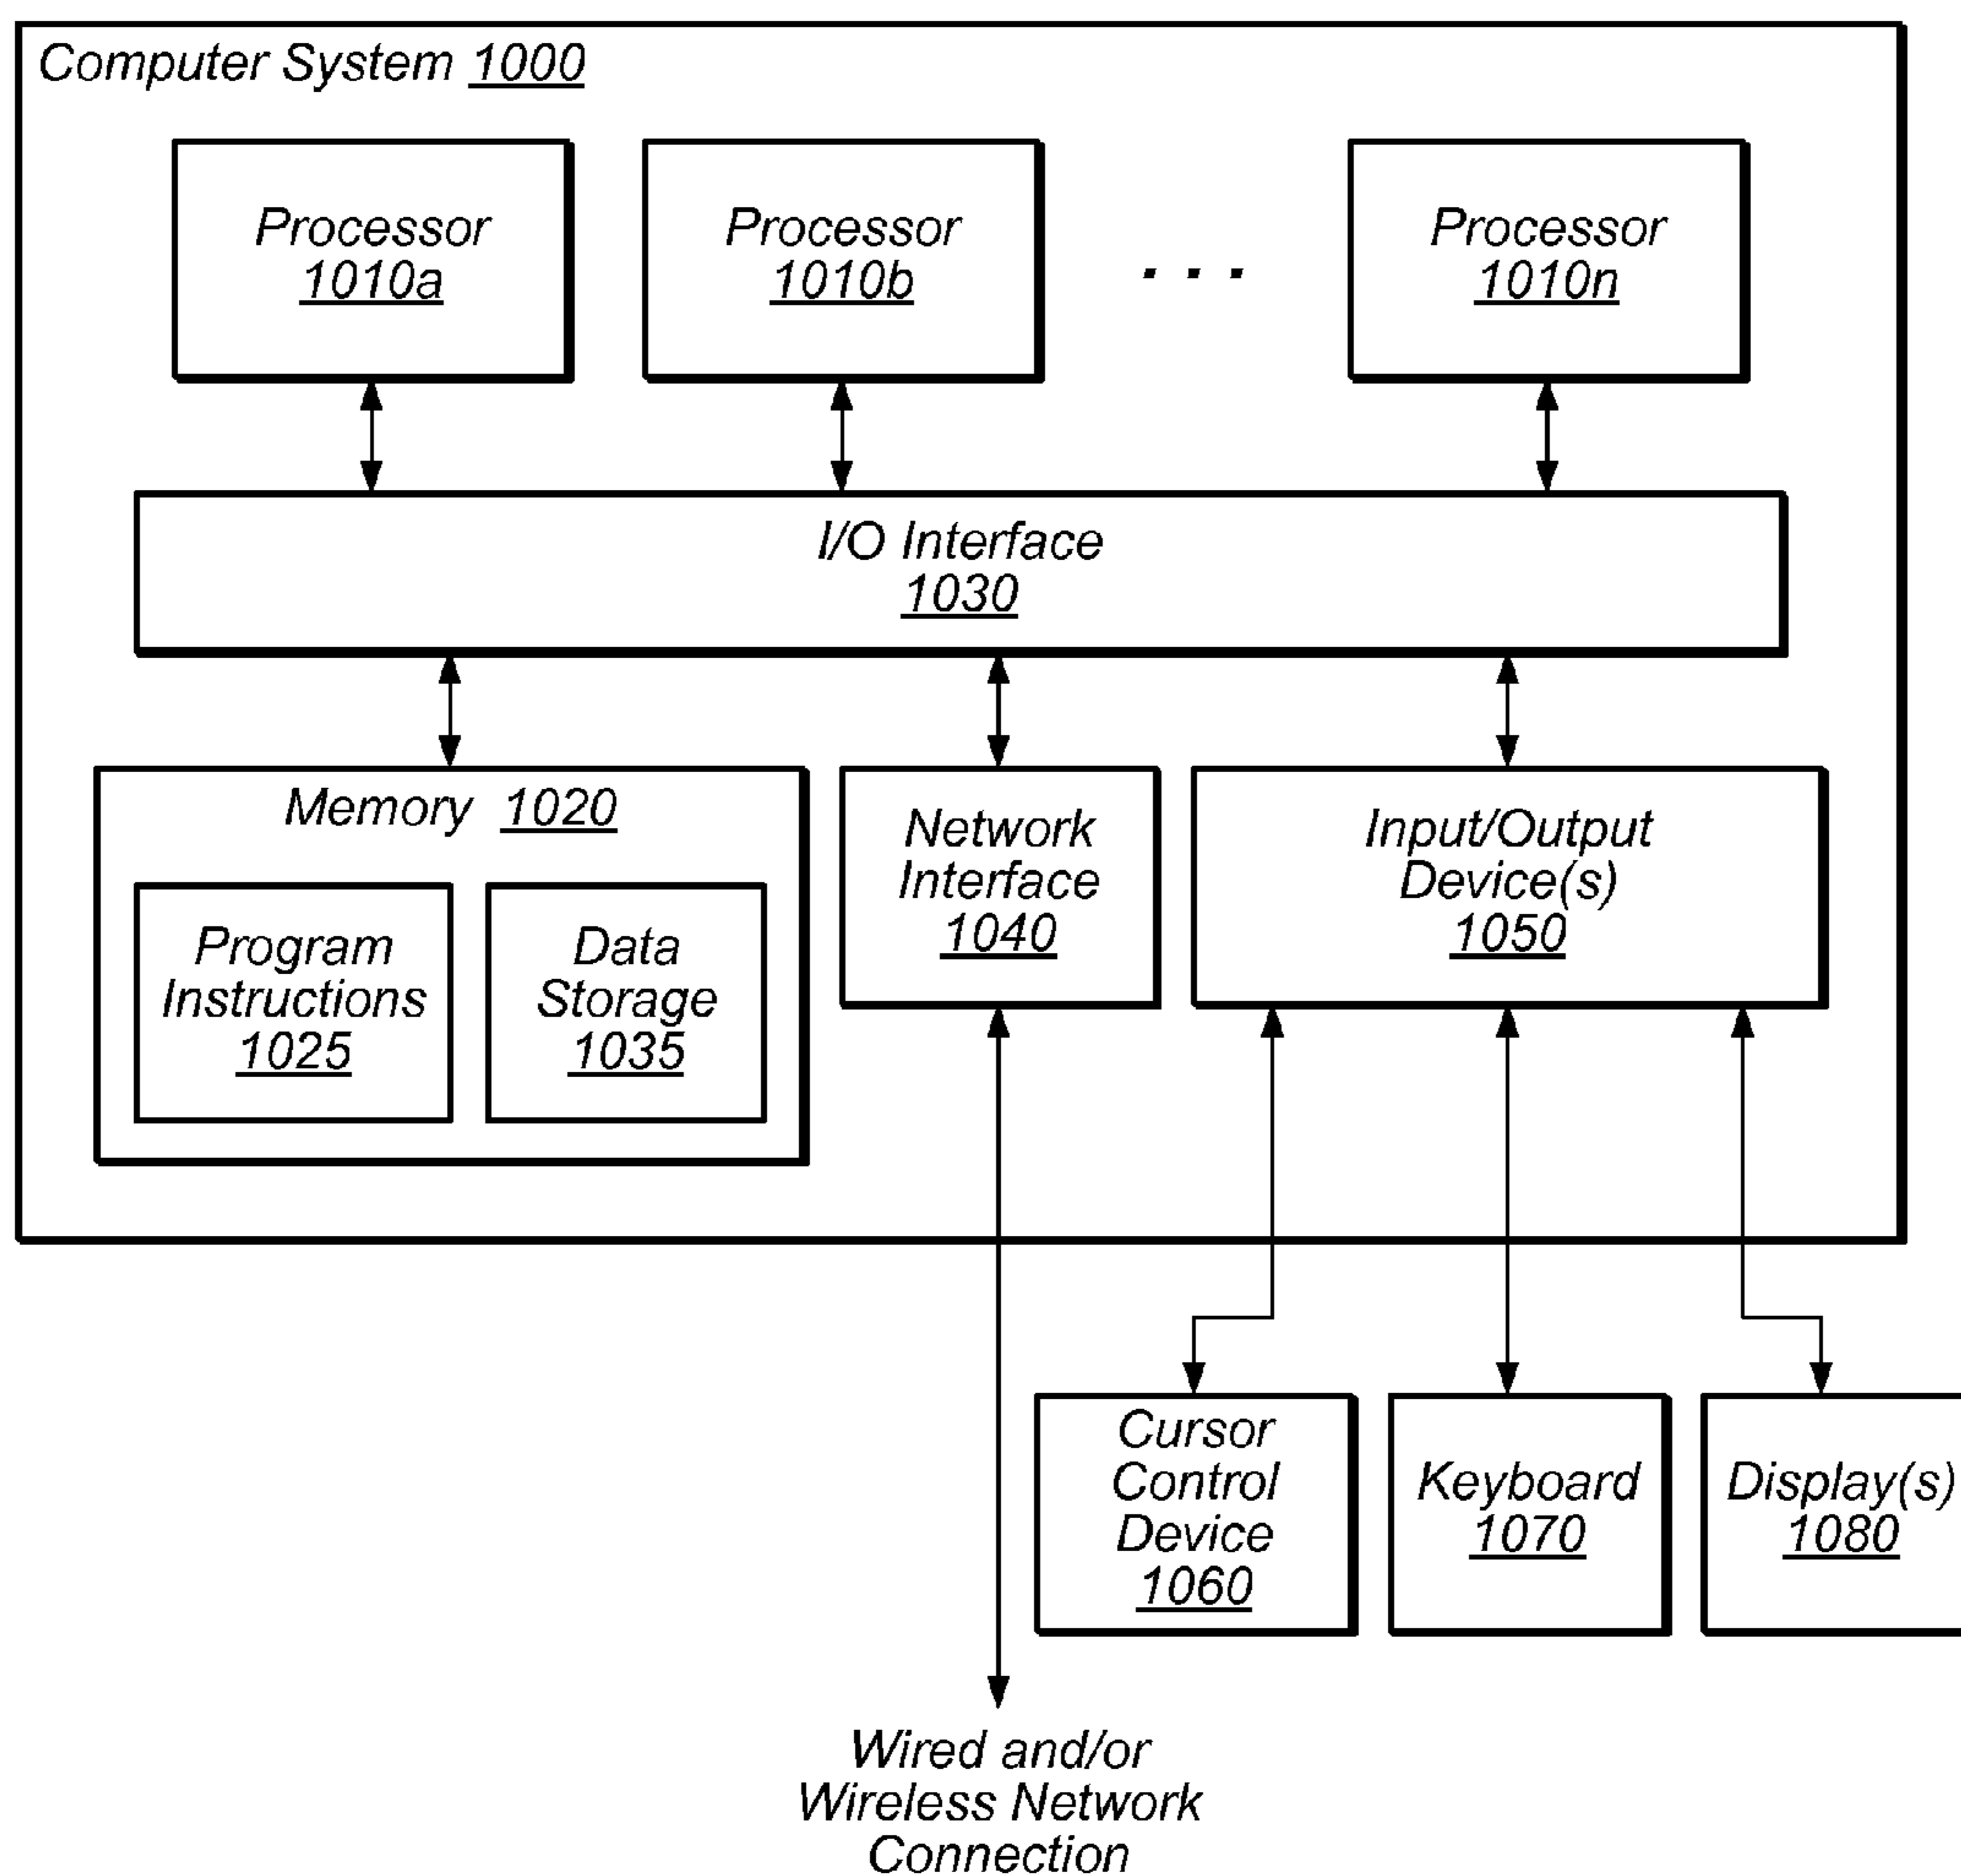 Computer System 1000
Processor
1010a
Processor
1010b
. . .
Processor
1010n
I/O Interface
1030
Memory 1020
Program
Instructions
1025
Data
Storage
1035
Network
Interface
1040
Input/Output
Device(s)
1050
Cursor
Control
Device
1060
Keyboard
1070
Display(s)
1080
Wired and/or
Wireless Network
Connection